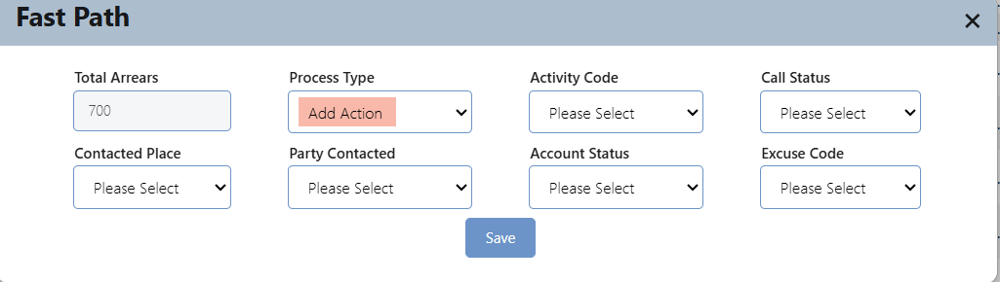 Fast Path
Total Arrears Process Type Activity Code Call Status
700 Add Action Please Select Please Select
Contacted Place Party Contacted Account Status Excuse Code
Please Select Please Select Please Select Please Select
Save